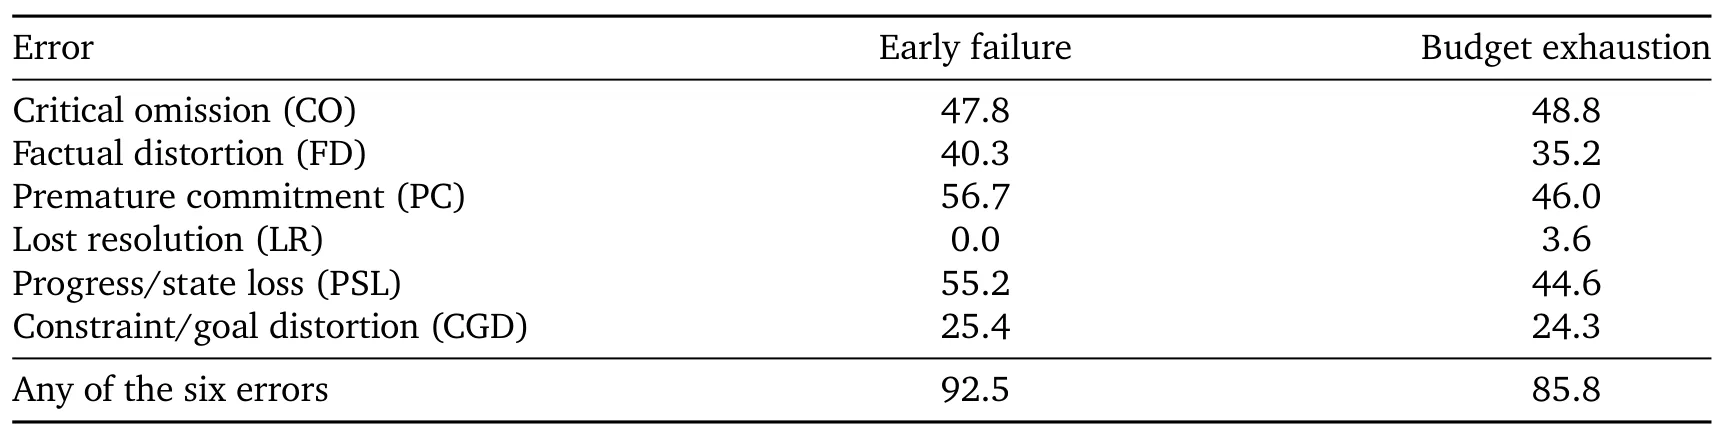 Error Early failure Budget exhaustion
Critical omission (CO) 47.8 48.8
Factual distortion (FD) 40.3 35.2
Premature commitment (PC) 56.7 46.0
Lost resolution (LR) 0.0 3.6
Progress/state loss (PSL) 55.2 44.6
Constraint/goal distortion (CGD) 25.4 24.3
Any of the six errors 92.5 85.8